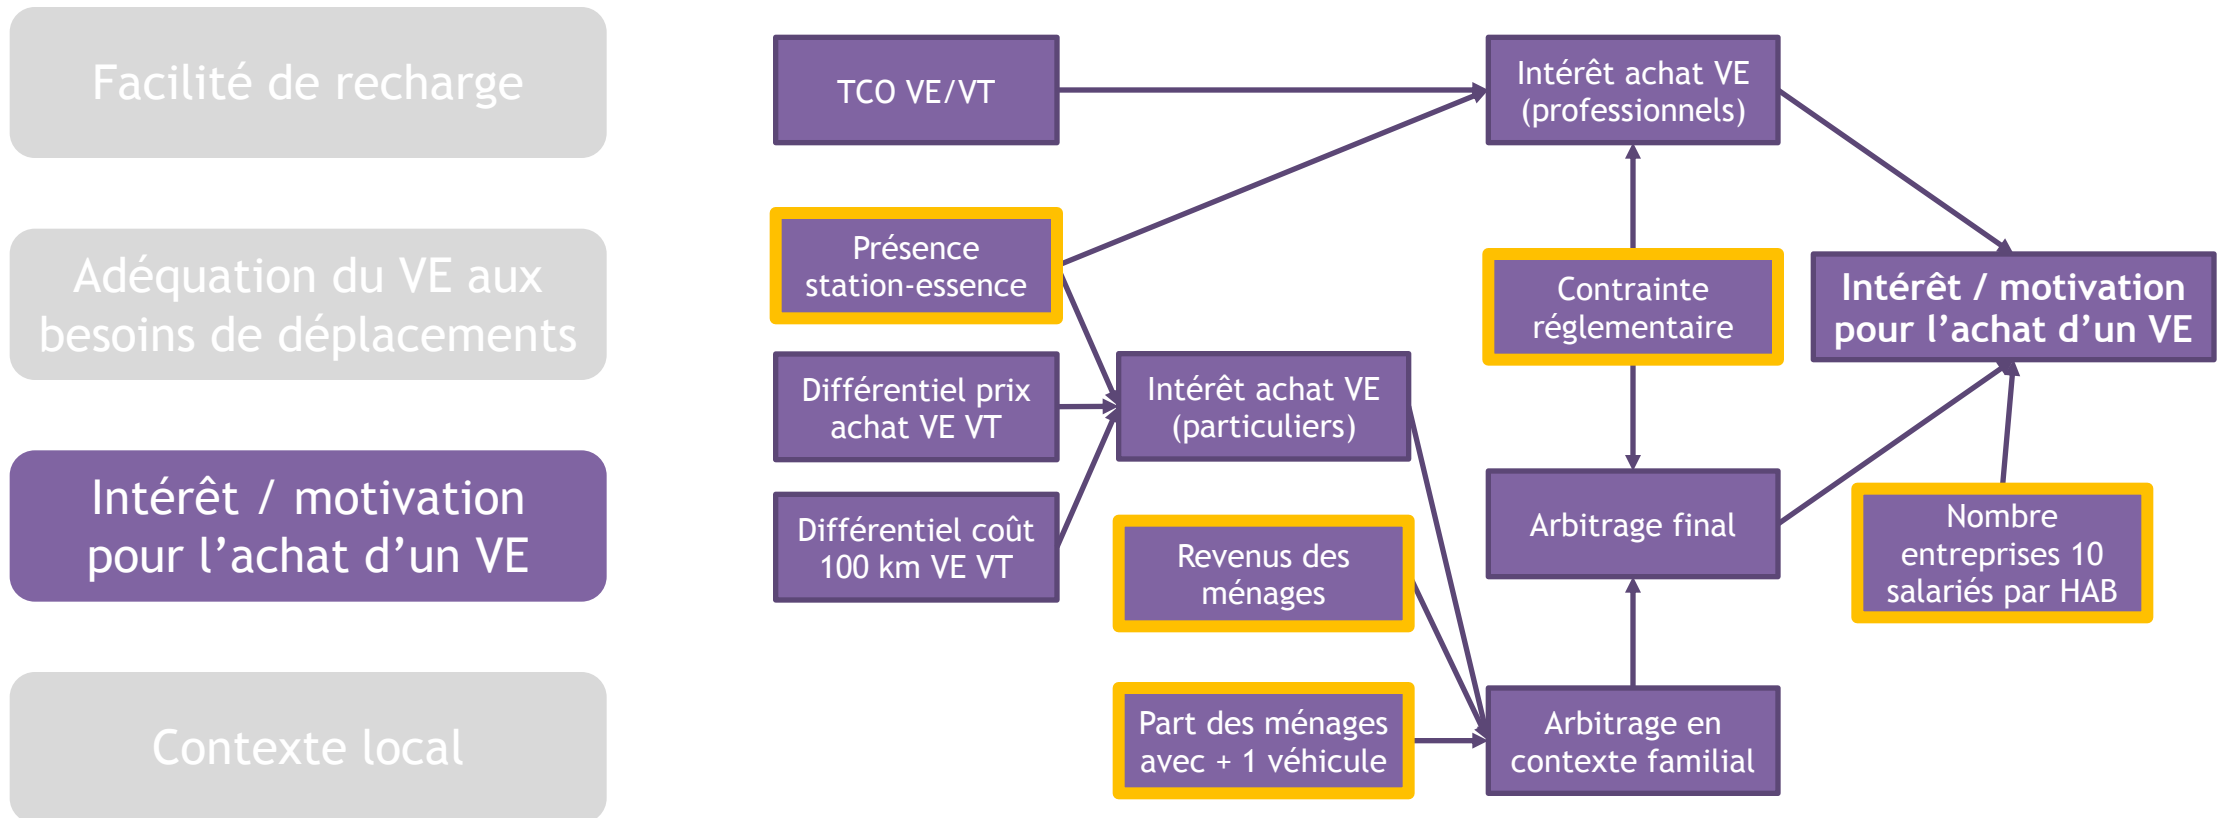 Facilité de recharge
Adéquation du VE aux
besoins de déplacements
Intérêt / motivation
pour l’achat d’un VE
Contexte local
TCO VE/VT
Présence
station-essence
Différentiel prix
achat VE VT
Différentiel coût
100 km VE VT
Intérêt achat VE
(particuliers)
Revenus des
ménages
Part des ménages
avec + 1 véhicule
Intérêt achat VE
(professionnels)
Contrainte
réglementaire
Arbitrage final
Arbitrage en
contexte familial
Intérêt / motivation
pour l’achat d’un VE
Nombre
entreprises 10
salariés par HAB